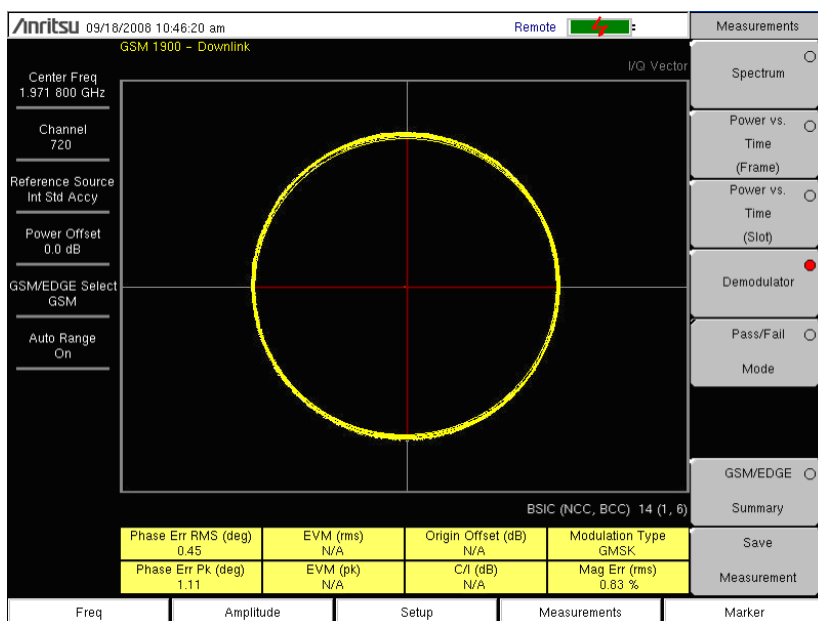 Anritsu 09/18/2008 10:46:20 am
Remote
Measurements
GSM 1900 - Downlink
I/Q Vector
Center Freq
1.971 800 GHz
Channel
720
Reference Source
Int Std Accy
Power Offset
0.0 dB
GSM/EDGE Select
GSM
Auto Range
On
Spectrum
Power vs.
Time
(Frame)
Power vs.
Time
(Slot)
Demodulator
Pass/Fail
Mode
GSM/EDGE
Summary
Save
Measurement
BSIC (NCC, BCC) 14 (1, 6)
Phase Err RMS (deg)
0.45
EVM (rms)
N/A
Origin Offset (dB)
N/A
Modulation Type
GMSK
Phase Err Pk (deg)
1.11
EVM (pk)
N/A
C/I (dB)
N/A
Mag Err (rms)
0.83 %
Freq
Amplitude
Setup
Measurements
Marker